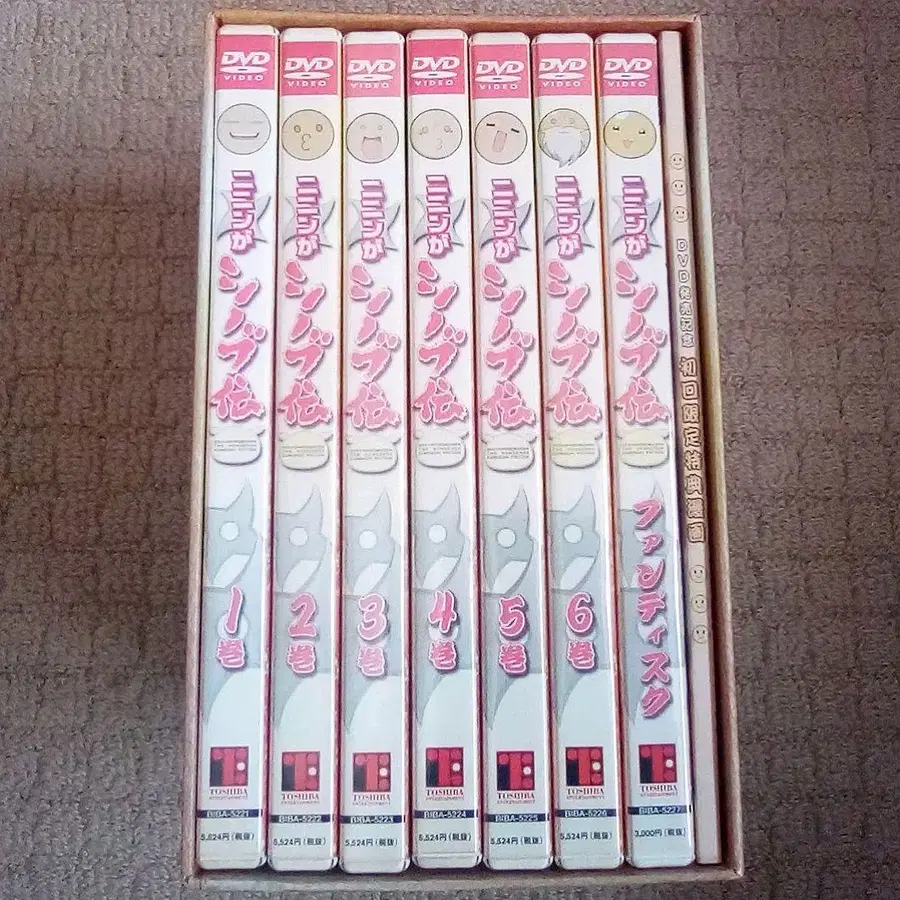 DVD
VIDEO
ニニンが
シノブ伝
1巻
TOSHIBA
ENTERTAINMENT
BIBA-5221
5,524円(税抜)
DVD
VIDEO
ニニンが
シノブ伝
2巻
TOSHIBA
ENTERTAINMENT
BIBA-5222
5,524円(税抜)
DVD
VIDEO
ニニンが
シノブ伝
3巻
TOSHIBA
ENTERTAINMENT
BIBA-5223
5,524円(税抜)
DVD
VIDEO
ニニンが
シノブ伝
4巻
TOSHIBA
ENTERTAINMENT
BIBA-5224
5,524円(税抜)
DVD
VIDEO
ニニンが
シノブ伝
5巻
TOSHIBA
ENTERTAINMENT
BIBA-5225
5,524円(税抜)
DVD
VIDEO
ニニンが
シノブ伝
6巻
TOSHIBA
ENTERTAINMENT
BIBA-5226
5,524円(税抜)
DVD
VIDEO
ニニンが
シノブ伝
ファンディスク
TOSHIBA
ENTERTAINMENT
BIBA-5227
3,000円(税抜)
DVD発売記念 初回限定特典